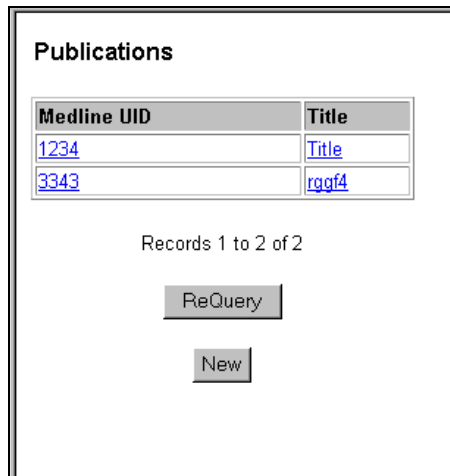 Publications
Medline UID Title
1234 Title
3343 rggf4
Records 1 to 2 of 2
ReQuery
New